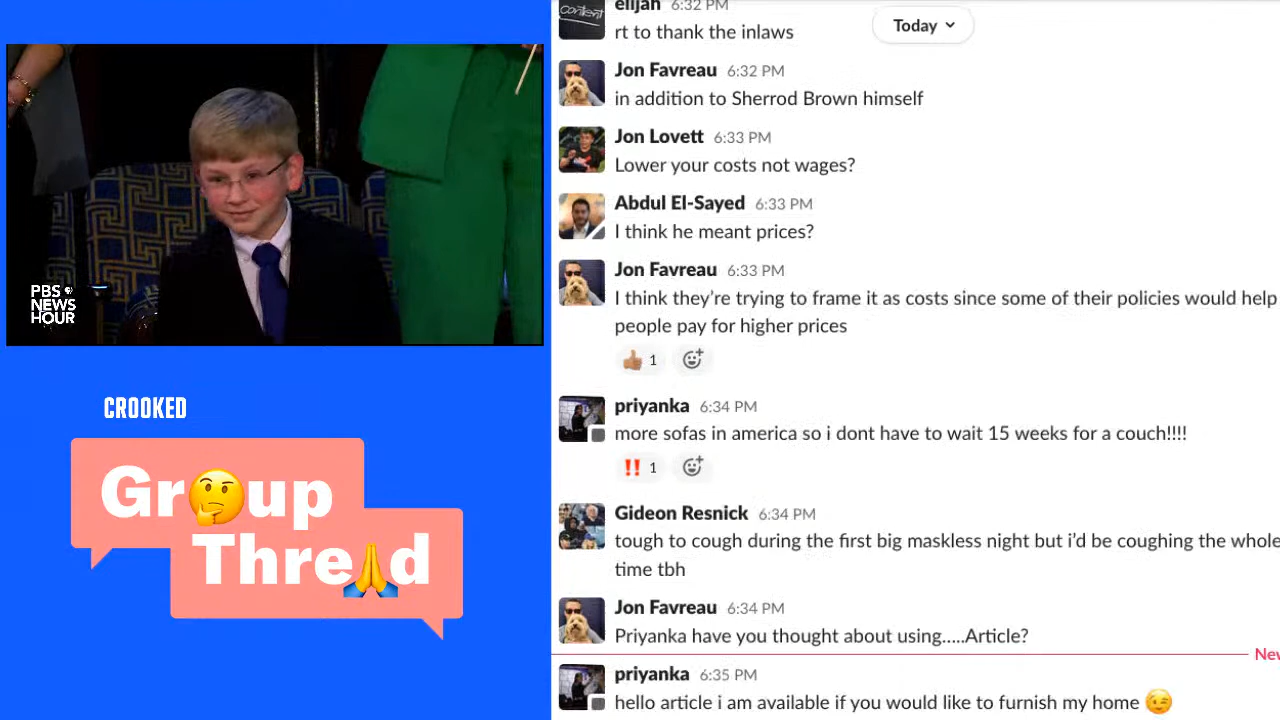 PBS
NEWS
HOUR
CROOKED
Gr🤔up
Thre🙏d
content
elijah 6:32 PM
Today
rt to thank the inlaws
Jon Favreau 6:32 PM
in addition to Sherrod Brown himself
Jon Lovett 6:33 PM
Lower your costs not wages?
Abdul El-Sayed 6:33 PM
I think he meant prices?
Jon Favreau 6:33 PM
I think they’re trying to frame it as costs since some of their policies would help
people pay for higher prices
👍🏽 1
priyanka 6:34 PM
more sofas in america so i dont have to wait 15 weeks for a couch!!!!
‼️ 1
Gideon Resnick 6:34 PM
tough to cough during the first big maskless night but i’d be coughing the whole
time tbh
Jon Favreau 6:34 PM
Priyanka have you thought about using.....Article?
New
priyanka 6:35 PM
hello article i am available if you would like to furnish my home 😉